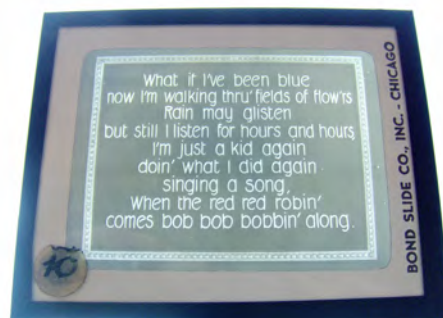 What if I've been blue
now I'm walking thru' fields of flow'rs
Rain may glisten
but still I listen for hours and hours
I'm just a kid again
doin' what I did again
singing a song,
When the red red robin'
comes bob bob bobbin' along.
BOND SLIDE CO., INC. - CHICAGO